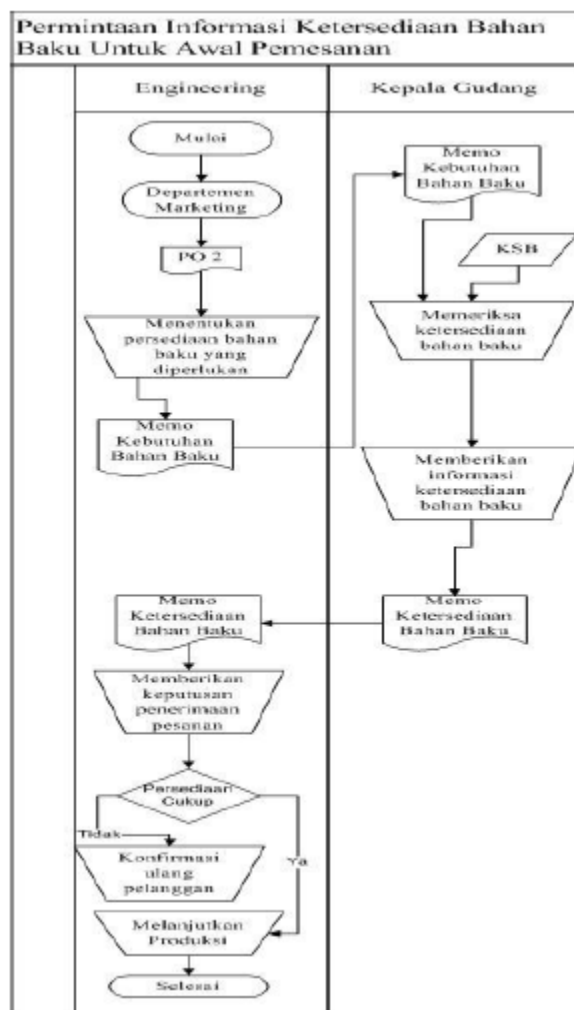 Permintaan Informasi Ketersediaan Bahan
Baku Untuk Awal Pemesanan
Engineering
Kepala Gudang
Mulai
Departemen
Marketing
PO 2
Menentukan
persediaan bahan
baku yang
diperlukan
Memo
Kebutuhan
Bahan Baku
Memo
Kebutuhan
Bahan Baku
KSB
Memeriksa
ketersediaan
bahan baku
Memberikan
informasi
ketersediaan
bahan baku
Memo
Ketersediaan
Bahan Baku
Memo
Ketersediaan
Bahan Baku
Memberikan
keputusan
penerimaan
pesanan
Persediaan
Cukup
Tidak
Ya
Konfirmasi
ulang
pelanggan
Melanjutkan
Produksi
Selesai